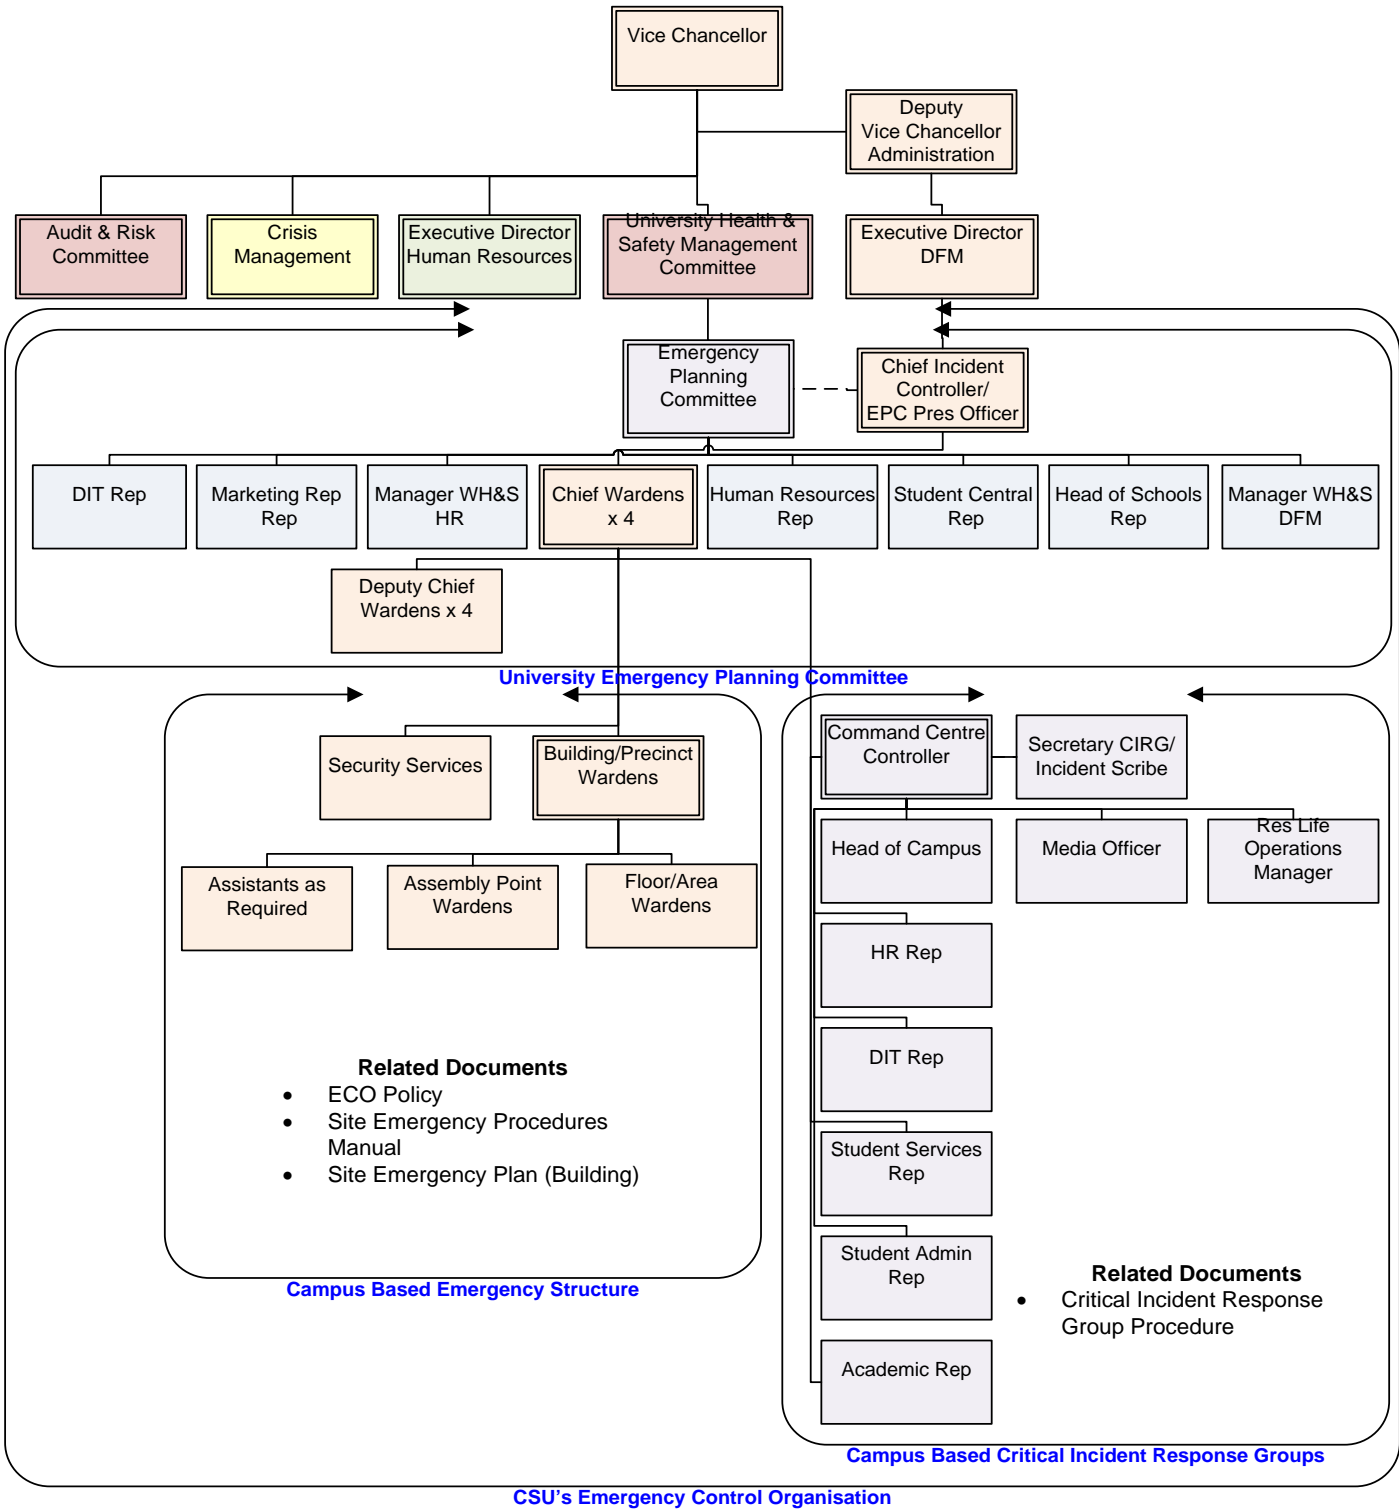 Vice Chancellor
Deputy
Vice Chancellor
Administration
Audit & Risk
Committee
Crisis
Management
Executive Director
Human Resources
University Health &
Safety Management
Committee
Executive Director
DFM
Emergency
Planning
Committee
Chief Incident
Controller/
EPC Pres Officer
DIT Rep
Marketing Rep
Rep
Manager WH&S
HR
Chief Wardens
x 4
Human Resources
Rep
Student Central
Rep
Head of Schools
Rep
Manager WH&S
DFM
Deputy Chief
Wardens x 4
University Emergency Planning Committee
Security Services
Building/Precinct
Wardens
Assistants as
Required
Assembly Point
Wardens
Floor/Area
Wardens
Related Documents
• ECO Policy
• Site Emergency Procedures
Manual
• Site Emergency Plan (Building)
Campus Based Emergency Structure
Command Centre
Controller
Secretary CIRG/
Incident Scribe
Head of Campus
Media Officer
Res Life
Operations
Manager
HR Rep
DIT Rep
Student Services
Rep
Student Admin
Rep
Academic Rep
Related Documents
• Critical Incident Response
Group Procedure
Campus Based Critical Incident Response Groups
CSU's Emergency Control Organisation